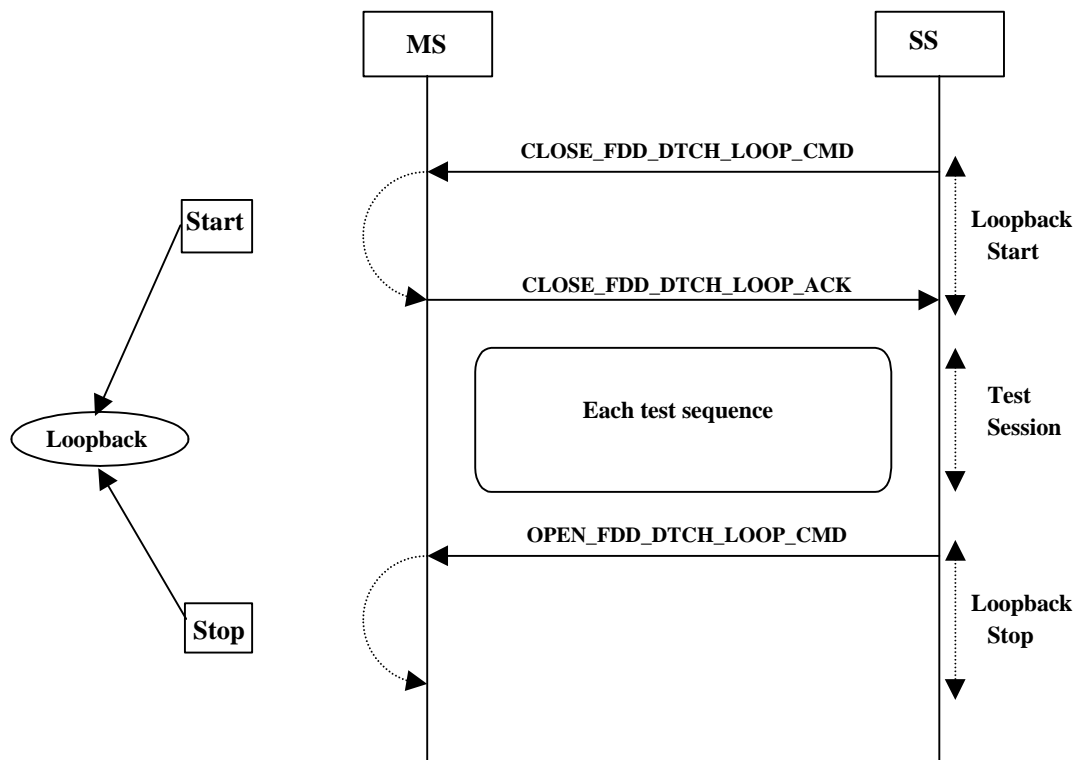 MS
SS
CLOSE_FDD_DTCH_LOOP_CMD
Start
Loopback
Start
CLOSE_FDD_DTCH_LOOP_ACK
Each test sequence
Test
Session
Loopback
OPEN_FDD_DTCH_LOOP_CMD
Loopback
Stop
Stop